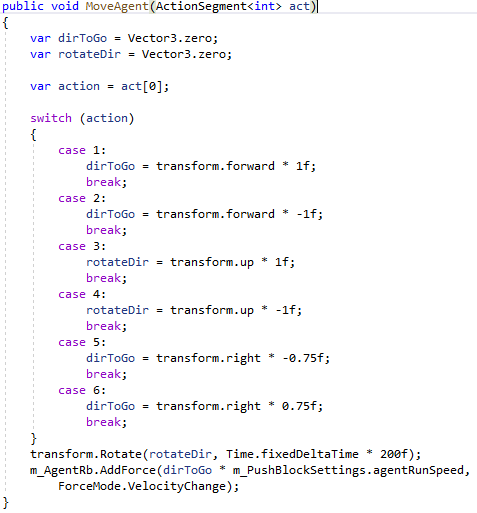 public void MoveAgent(ActionSegment<int> act)
{
var dirToGo = Vector3.zero;
var rotateDir = Vector3.zero;
var action = act[0];
switch (action)
{
case 1:
dirToGo = transform.forward * 1f;
break;
case 2:
dirToGo = transform.forward * -1f;
break;
case 3:
rotateDir = transform.up * 1f;
break;
case 4:
rotateDir = transform.up * -1f;
break;
case 5:
dirToGo = transform.right * -0.75f;
break;
case 6:
dirToGo = transform.right * 0.75f;
break;
}
transform.Rotate(rotateDir, Time.fixedDeltaTime * 200f);
m_AgentRb.AddForce(dirToGo * m_PushBlockSettings.agentRunSpeed,
ForceMode.VelocityChange);
}